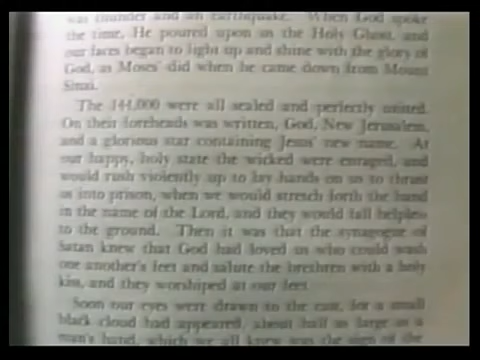 was thunder and an earthquake. When God spoke
the time, He poured upon us the Holy Ghost, and
our faces began to light up and shine with the glory of
God, as Moses' did when he came down from Mount
Sinai.
The 144,000 were all sealed and perfectly united.
On their foreheads was written, God, New Jerusalem,
and a glorious star containing Jesus' new name. At
our happy, holy state the wicked were enraged, and
would rush violently up to lay hands on us to thrust
us into prison, when we would stretch forth the hand
in the name of the Lord, and they would fall helpless
to the ground. Then it was that the synagogue of
Satan knew that God had loved us who could wash
one another's feet and salute the brethren with a holy
kiss, and they worshiped at our feet.
Soon our eyes were drawn to the east, for a small
black cloud had appeared, about half as large as a
man's hand, which we all knew was the sign of the